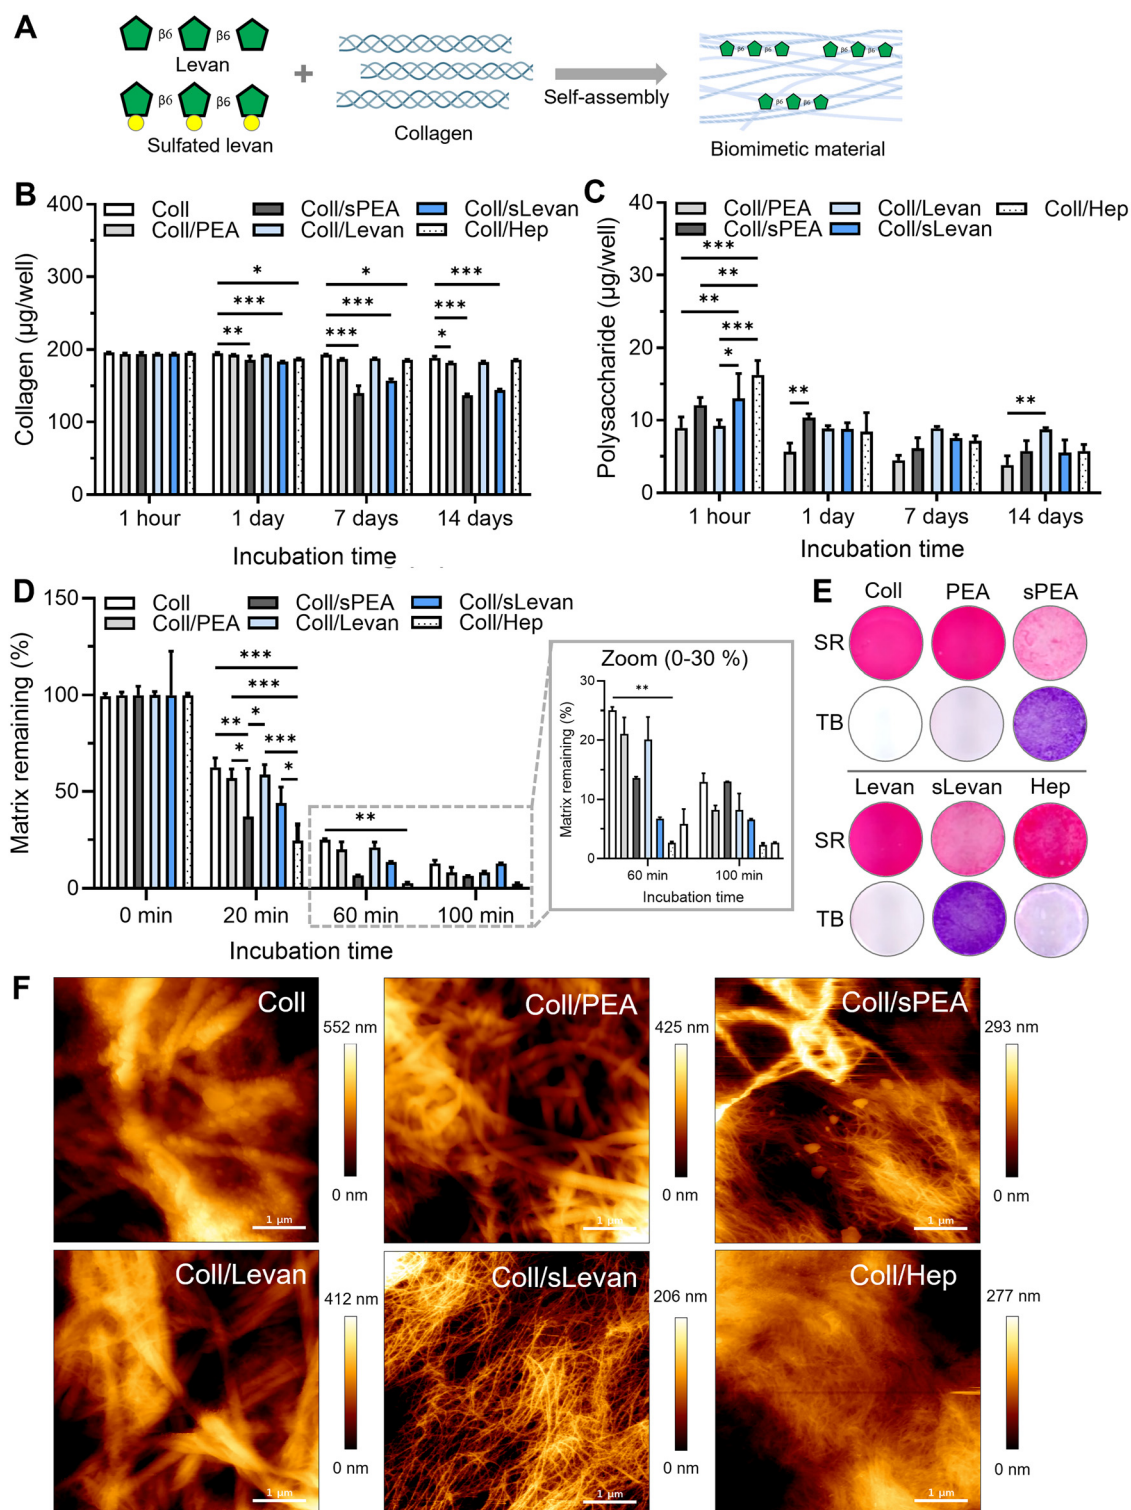 A
β6 β6
Levan
β6 β6
Sulfated levan
+
Collagen
Self-assembly
β6 β6 β6 β6
β6 β6
Biomimetic material
B
Collagen (µg/well)
400
300
200
100
0
Coll Coll/sPEA Coll/sLevan
Coll/PEA Coll/Levan Coll/Hep
*
***
**
*
***
***
***
***
*
1 hour 1 day 7 days 14 days
Incubation time
C
Polysaccharide (µg/well)
40
30
20
10
0
Coll/PEA Coll/Levan Coll/Hep
Coll/sPEA Coll/sLevan
***
**
**
***
*
**
**
1 hour 1 day 7 days 14 days
Incubation time
D
Matrix remaining (%)
150
100
50
0
Coll Coll/sPEA Coll/sLevan
Coll/PEA Coll/Levan Coll/Hep
***
***
** *
* ***
*
**
0 min 20 min 60 min 100 min
Incubation time
Zoom (0-30 %)
Matrix remaining (%)
30
20
10
0
**
60 min 100 min
Incubation time
E
Coll PEA sPEA
SR
TB
Levan sLevan Hep
SR
TB
F
Coll
552 nm
0 nm
1 µm
Coll/PEA
425 nm
0 nm
1 µm
Coll/sPEA
293 nm
0 nm
1 µm
Coll/Levan
412 nm
0 nm
1 µm
Coll/sLevan
206 nm
0 nm
1 µm
Coll/Hep
277 nm
0 nm
1 µm